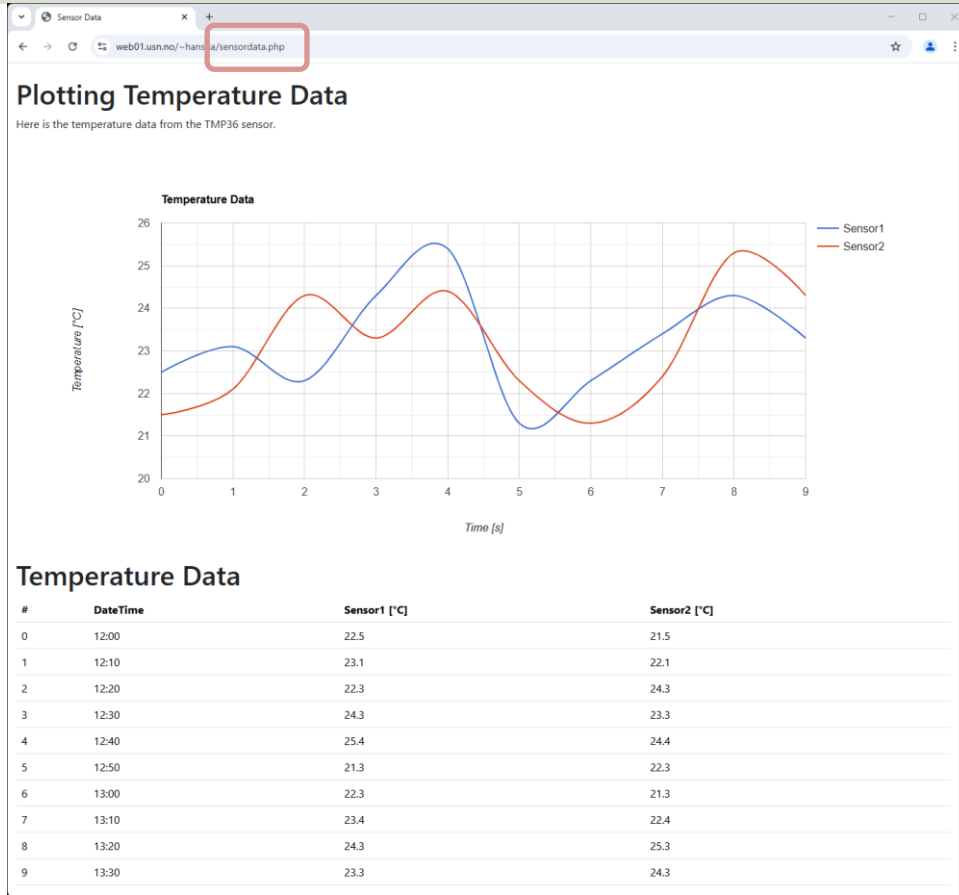 Sensor Data
web01.usn.no/~hans a/sensordata.php
Plotting Temperature Data
Here is the temperature data from the TMP36 sensor.
Temperature Data
Sensor1
Sensor2
Temperature [°C]
26
25
24
23
22
21
20
0 1 2 3 4 5 6 7 8 9
Time [s]
Temperature Data
# DateTime Sensor1 [°C] Sensor2 [°C]
0 12:00 22.5 21.5
1 12:10 23.1 22.1
2 12:20 22.3 24.3
3 12:30 24.3 23.3
4 12:40 25.4 24.4
5 12:50 21.3 22.3
6 13:00 22.3 21.3
7 13:10 23.4 22.4
8 13:20 24.3 25.3
9 13:30 23.3 24.3